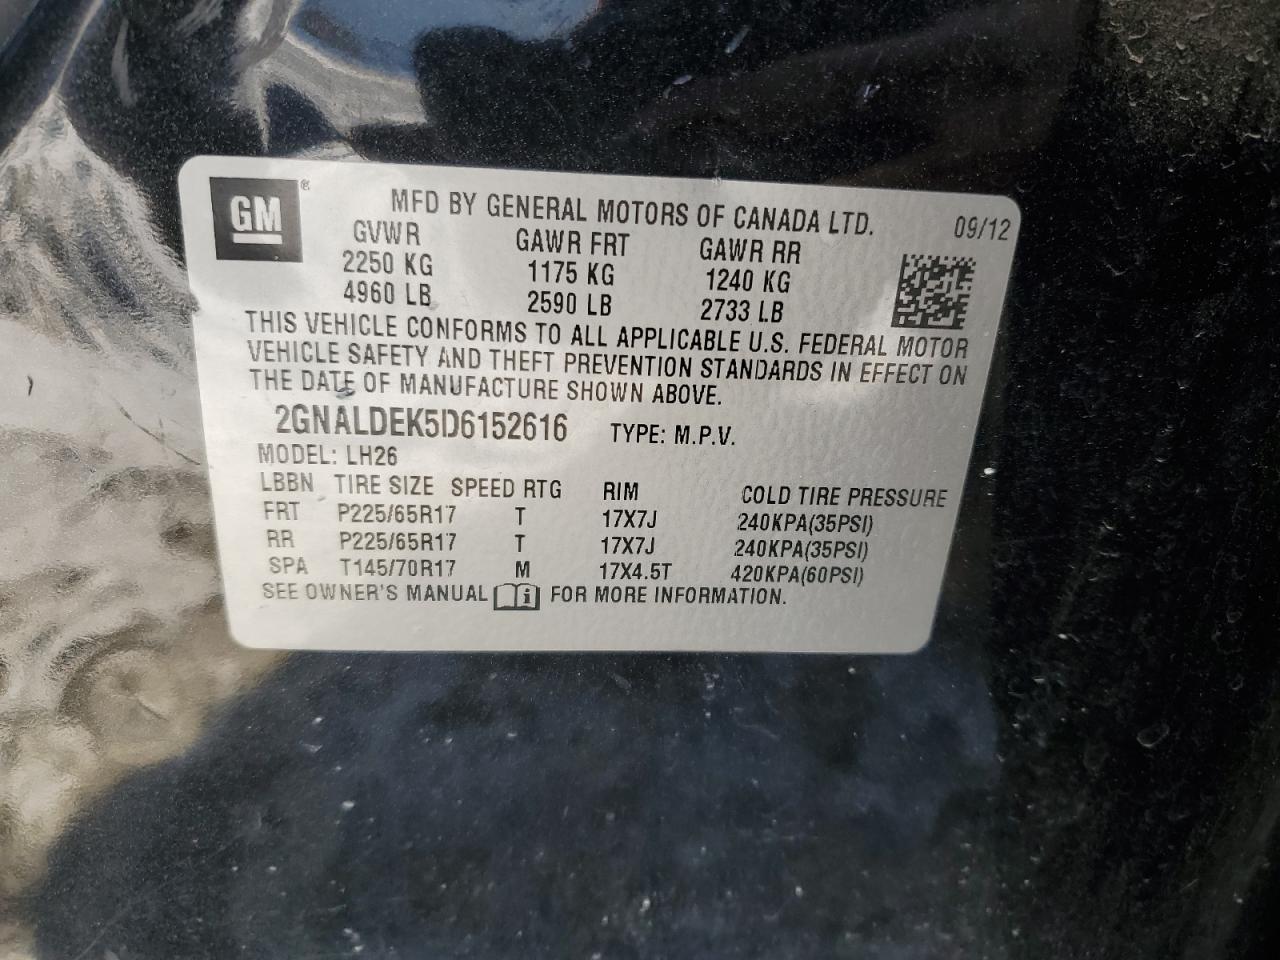 GM®
MFD BY GENERAL MOTORS OF CANADA LTD. 09/12
GVWR GAWR FRT GAWR RR
2250 KG 1175 KG 1240 KG
4960 LB 2590 LB 2733 LB
THIS VEHICLE CONFORMS TO ALL APPLICABLE U.S. FEDERAL MOTOR
VEHICLE SAFETY AND THEFT PREVENTION STANDARDS IN EFFECT ON
THE DATE OF MANUFACTURE SHOWN ABOVE.
2GNALDEK5D6152616 TYPE: M.P.V.
MODEL: LH26
LBBN TIRE SIZE SPEED RTG RIM COLD TIRE PRESSURE
FRT P225/65R17 T 17X7J 240KPA(35PSI)
RR P225/65R17 T 17X7J 240KPA(35PSI)
SPA T145/70R17 M 17X4.5T 420KPA(60PSI)
SEE OWNER'S MANUAL i FOR MORE INFORMATION.